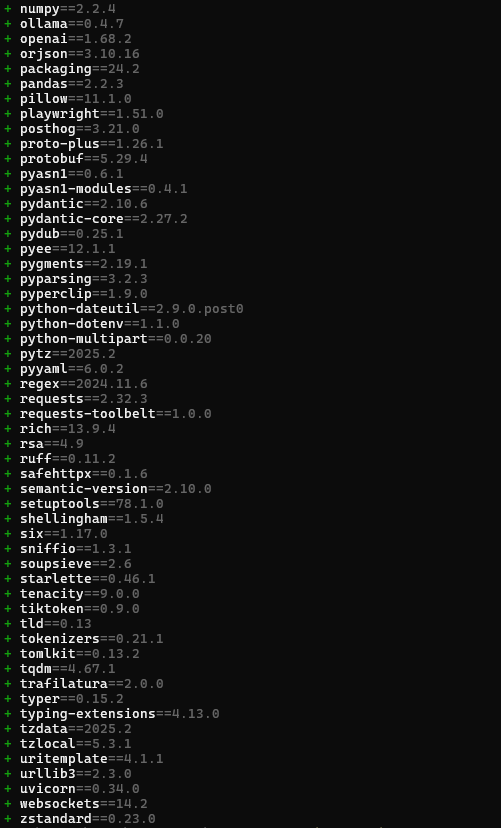 + numpy==2.2.4
+ ollama==0.4.7
+ openai==1.68.2
+ orjson==3.10.16
+ packaging==24.2
+ pandas==2.2.3
+ pillow==11.1.0
+ playwright==1.51.0
+ posthog==3.21.0
+ proto-plus==1.26.1
+ protobuf==5.29.4
+ pyasn1==0.6.1
+ pyasn1-modules==0.4.1
+ pydantic==2.10.6
+ pydantic-core==2.27.2
+ pydub==0.25.1
+ pyee==12.1.1
+ pygments==2.19.1
+ pyparsing==3.2.3
+ pyperclip==1.9.0
+ python-dateutil==2.9.0.post0
+ python-dotenv==1.1.0
+ python-multipart==0.0.20
+ pytz==2025.2
+ pyyaml==6.0.2
+ regex==2024.11.6
+ requests==2.32.3
+ requests-toolbelt==1.0.0
+ rich==13.9.4
+ rsa==4.9
+ ruff==0.11.2
+ safehttpx==0.1.6
+ semantic-version==2.10.0
+ setuptools==78.1.0
+ shellingham==1.5.4
+ six==1.17.0
+ sniffio==1.3.1
+ soupsieve==2.6
+ starlette==0.46.1
+ tenacity==9.0.0
+ tiktoken==0.9.0
+ tld==0.13
+ tokenizers==0.21.1
+ tomlkit==0.13.2
+ tqdm==4.67.1
+ trafilatura==2.0.0
+ typer==0.15.2
+ typing-extensions==4.13.0
+ tzdata==2025.2
+ tzlocal==5.3.1
+ uritemplate==4.1.1
+ urllib3==2.3.0
+ uvicorn==0.34.0
+ websockets==14.2
+ zstandard==0.23.0